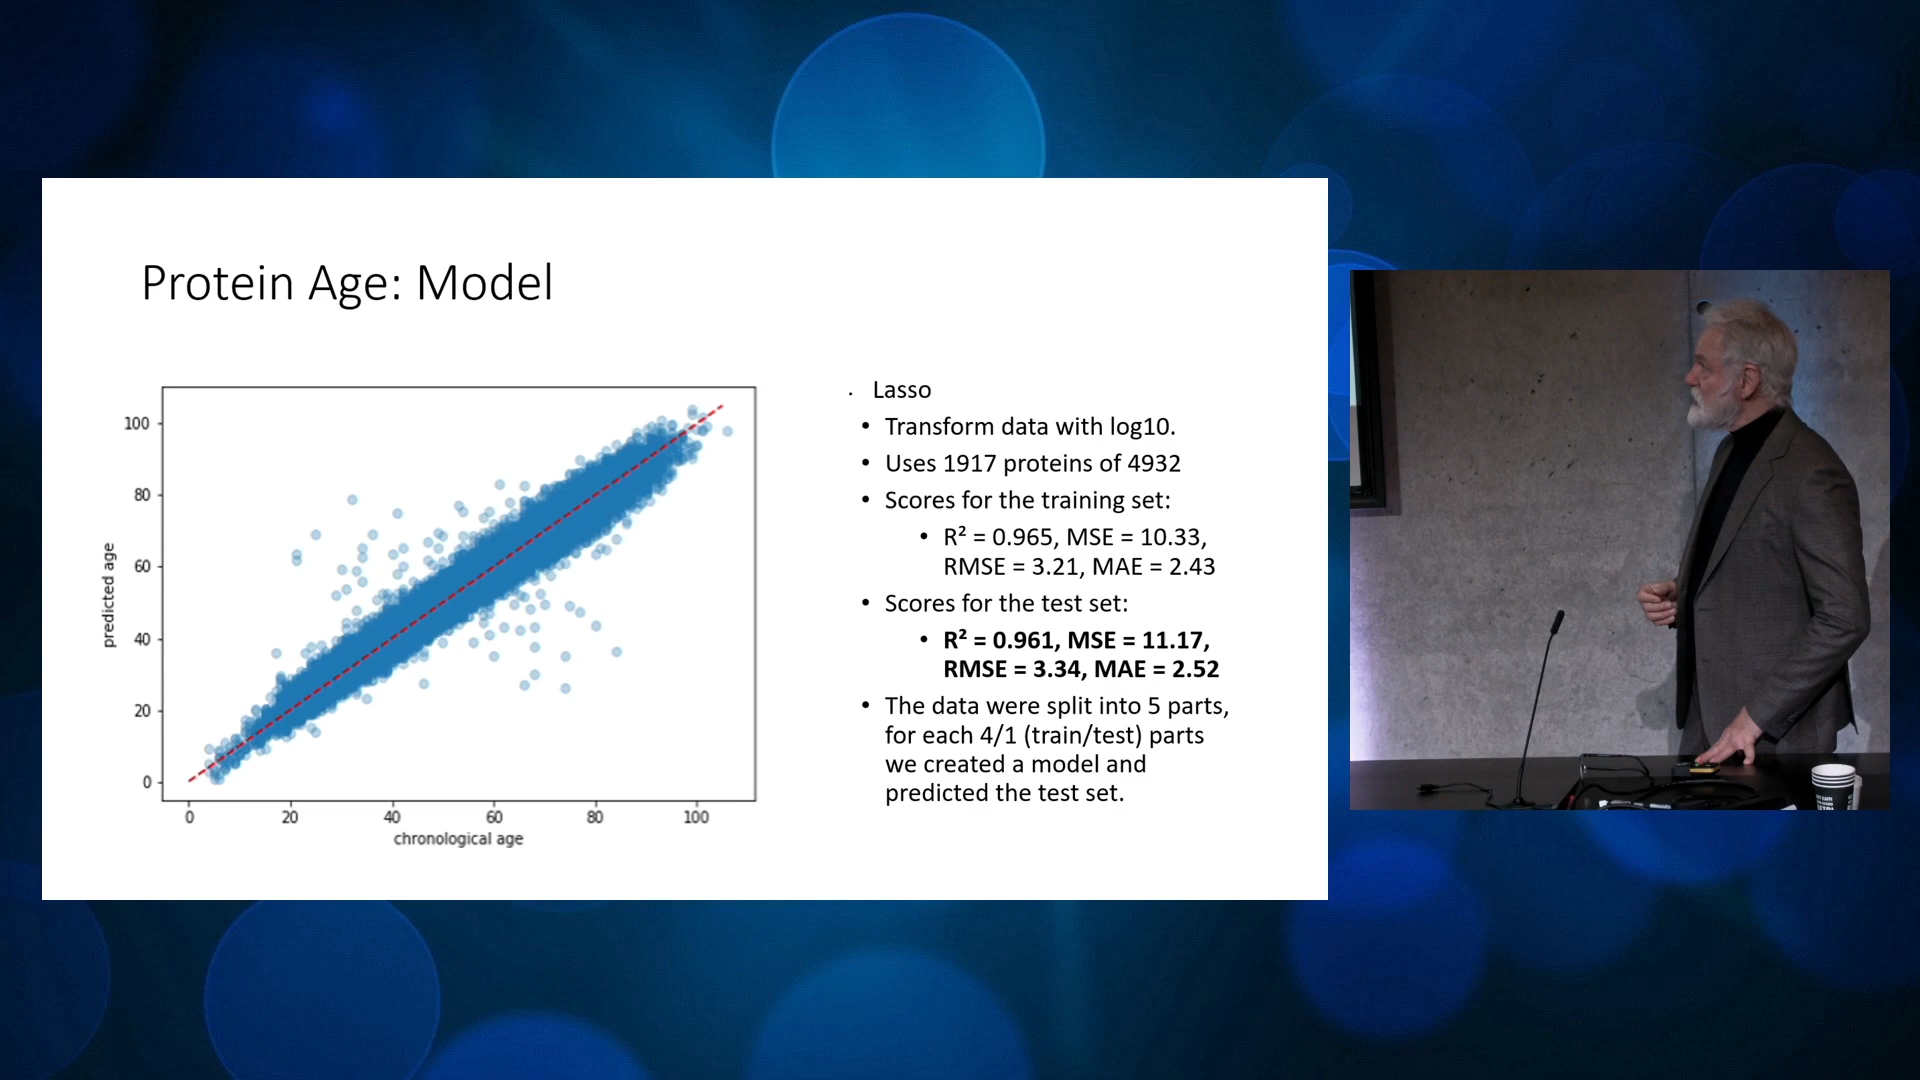 Protein Age: Model
100
80
60
40
20
0
predicted age
0 20 40 60 80 100
chronological age
· Lasso
• Transform data with log10.
• Uses 1917 proteins of 4932
• Scores for the training set:
• R² = 0.965, MSE = 10.33,
RMSE = 3.21, MAE = 2.43
• Scores for the test set:
• R² = 0.961, MSE = 11.17,
RMSE = 3.34, MAE = 2.52
• The data were split into 5 parts,
for each 4/1 (train/test) parts
we created a model and
predicted the test set.